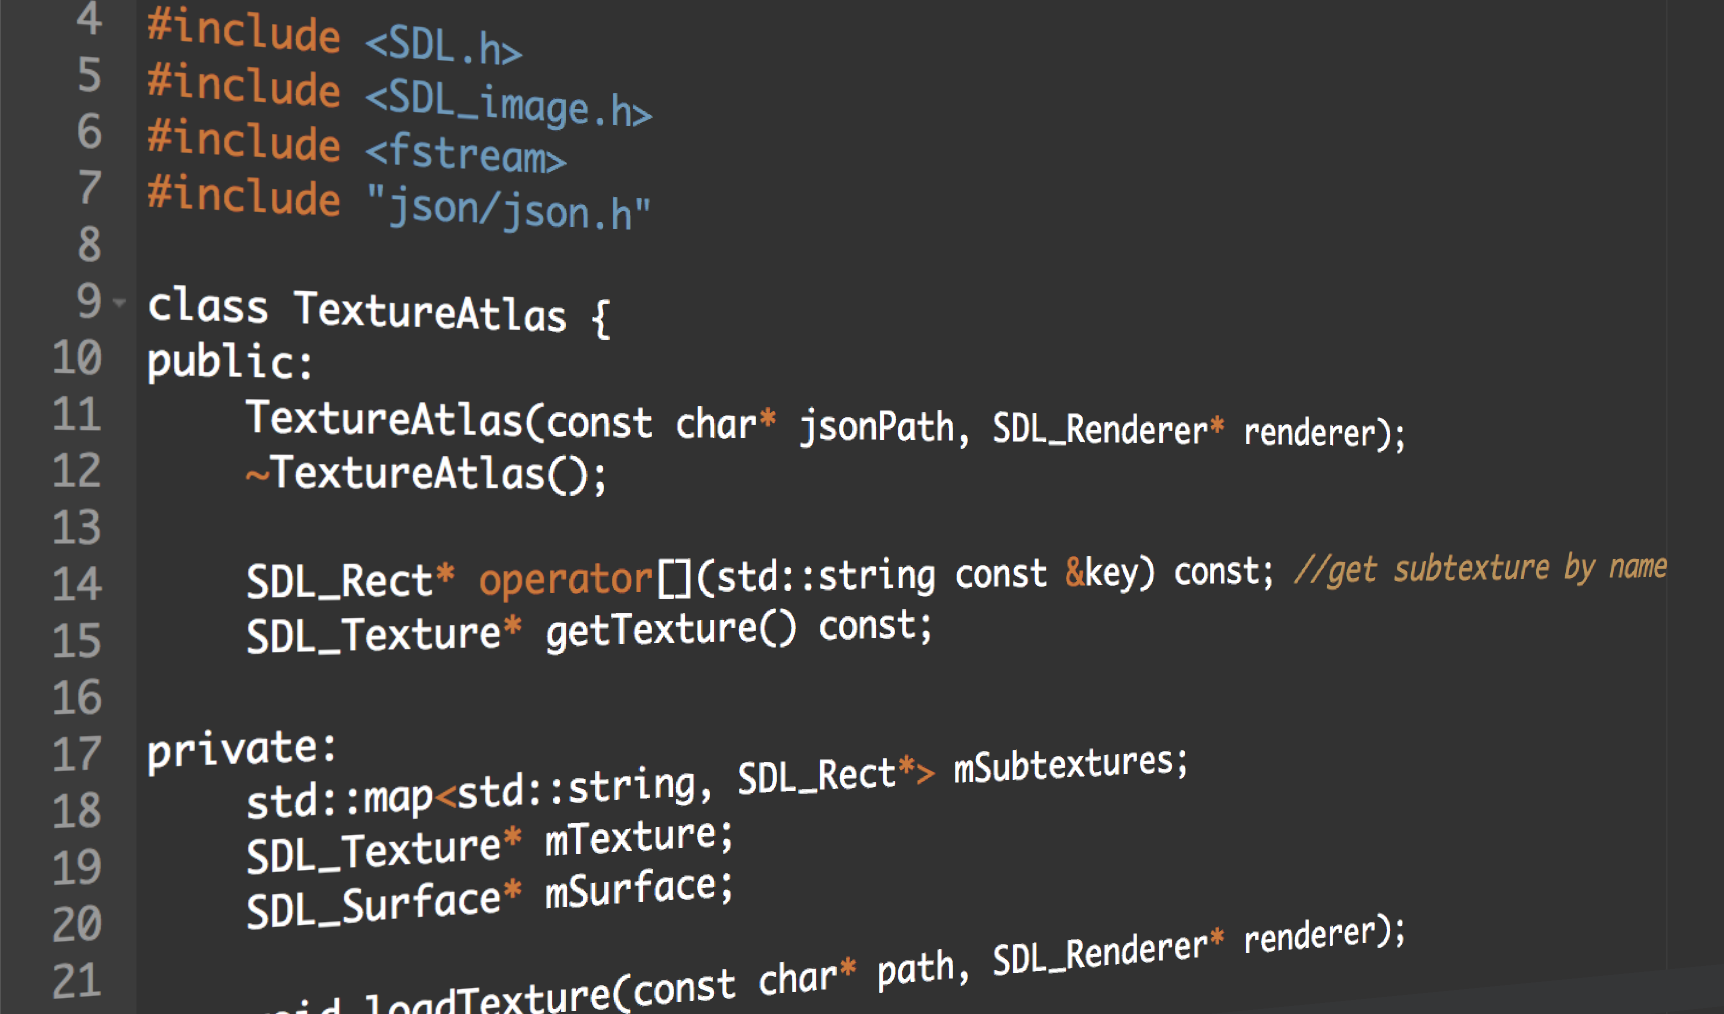 4 #include <SDL.h>
5 #include <SDL_image.h>
6 #include <fstream>
7 #include "json/json.h"
8
9 class TextureAtlas {
10 public:
11 TextureAtlas(const char* jsonPath, SDL_Renderer* renderer);
12 ~TextureAtlas();
13
14 SDL_Rect* operator[](std::string const &key) const; //get subtexture by name
15 SDL_Texture* getTexture() const;
16
17 private:
18 std::map<std::string, SDL_Rect*> mSubtextures;
19 SDL_Texture* mTexture;
20 SDL_Surface* mSurface;
21
loadTexture(const char* path, SDL_Renderer* renderer);